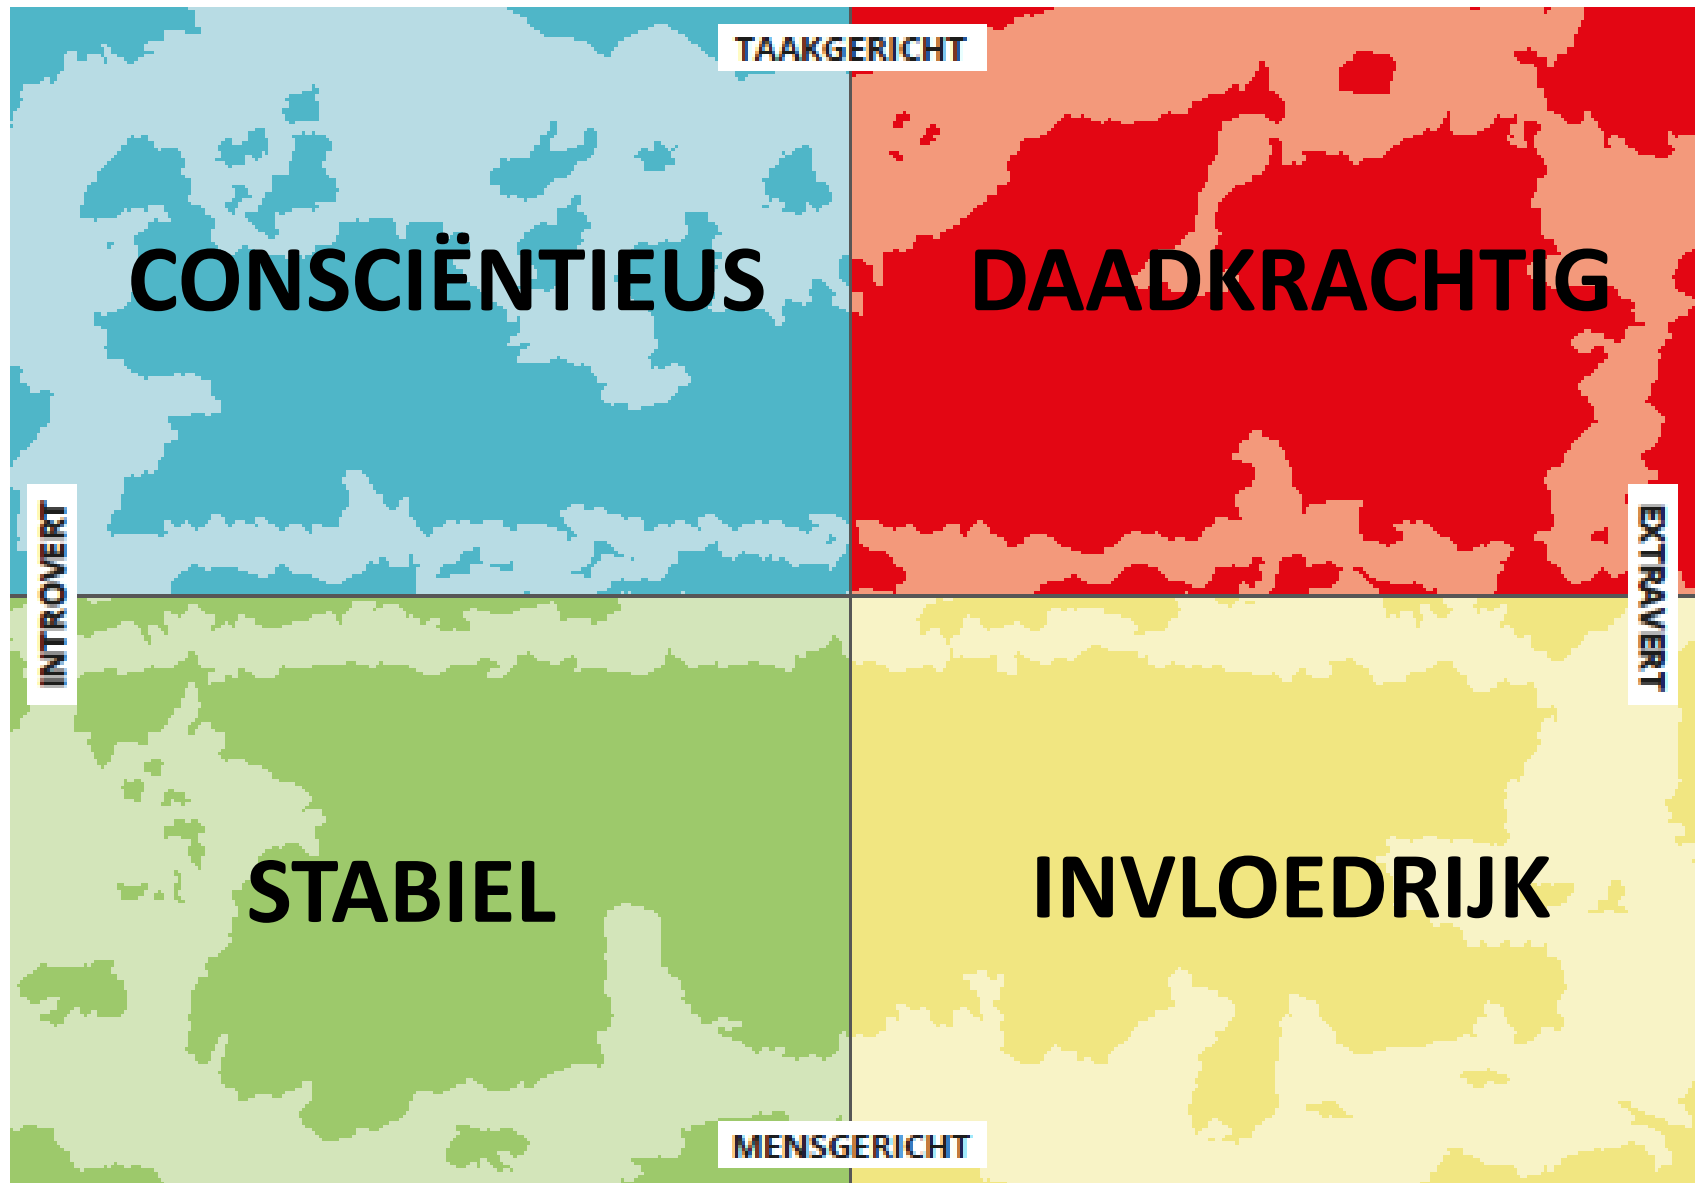 TAAKGERICHT
CONSCIËNTIEUS
DAADKRACHTIG
INTROVERT
EXTRAVERT
STABIEL
INVLOEDRIJK
MENSGERICHT